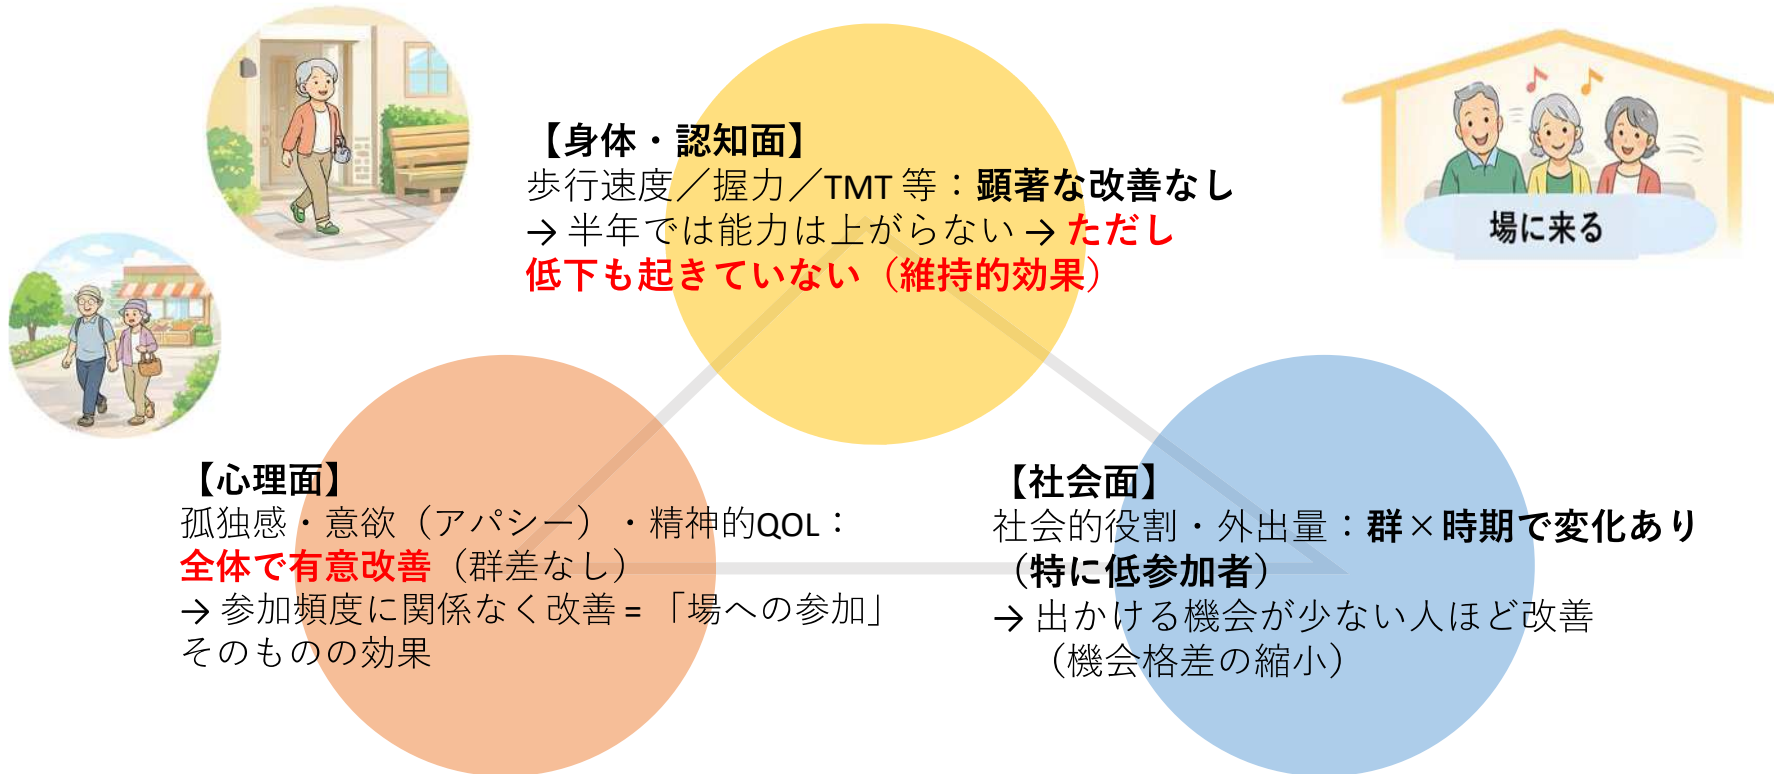 【身体・認知面】
歩行速度／握力／TMT 等：顕著な改善なし
→ 半年では能力は上がらない → ただし
低下も起きていない（維持的効果）
場に来る
【心理面】
孤独感・意欲（アパシー）・精神的QOL：
全体で有意改善（群差なし）
→ 参加頻度に関係なく改善 = 「場への参加」
そのものの効果
【社会面】
社会的役割・外出量：群×時期で変化あり
（特に低参加者）
→ 出かける機会が少ない人ほど改善
（機会格差の縮小）